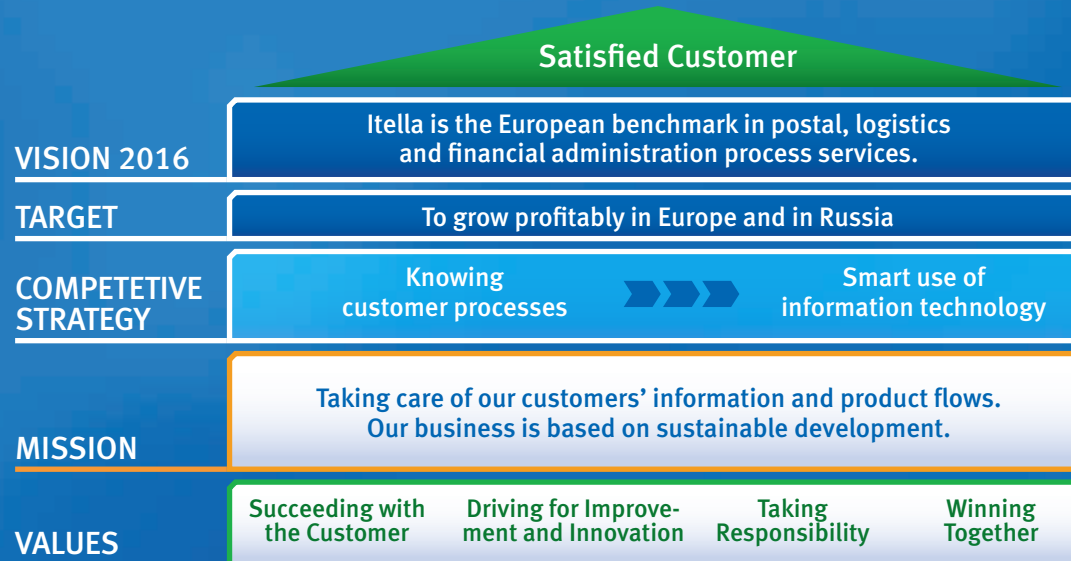 Satisfied Customer
VISION 2016
Itella is the European benchmark in postal, logistics
and financial administration process services.
TARGET
To grow profitably in Europe and in Russia
COMPETETIVE
STRATEGY
Knowing
customer processes
Smart use of
information technology
MISSION
Taking care of our customers’ information and product flows.
Our business is based on sustainable development.
VALUES
Succeeding with
the Customer
Driving for Improve-
ment and Innovation
Taking
Responsibility
Winning
Together